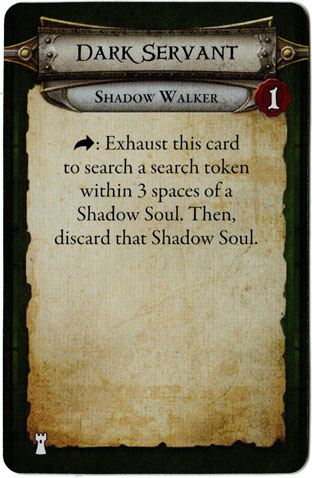 DARK SERVANT
SHADOW WALKER
1
: Exhaust this card
to search a search token
within 3 spaces of a
Shadow Soul. Then,
discard that Shadow Soul.